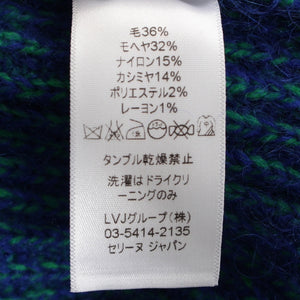 毛36%
モヘヤ32%
ナイロン15%
カシミヤ14%
ポリエステル2%
レーヨン1%
タンブル乾燥禁止
洗濯はドライクリ
ーニングのみ
LVJグループ(株)
03-5414-2135
セリーヌ ジャパン